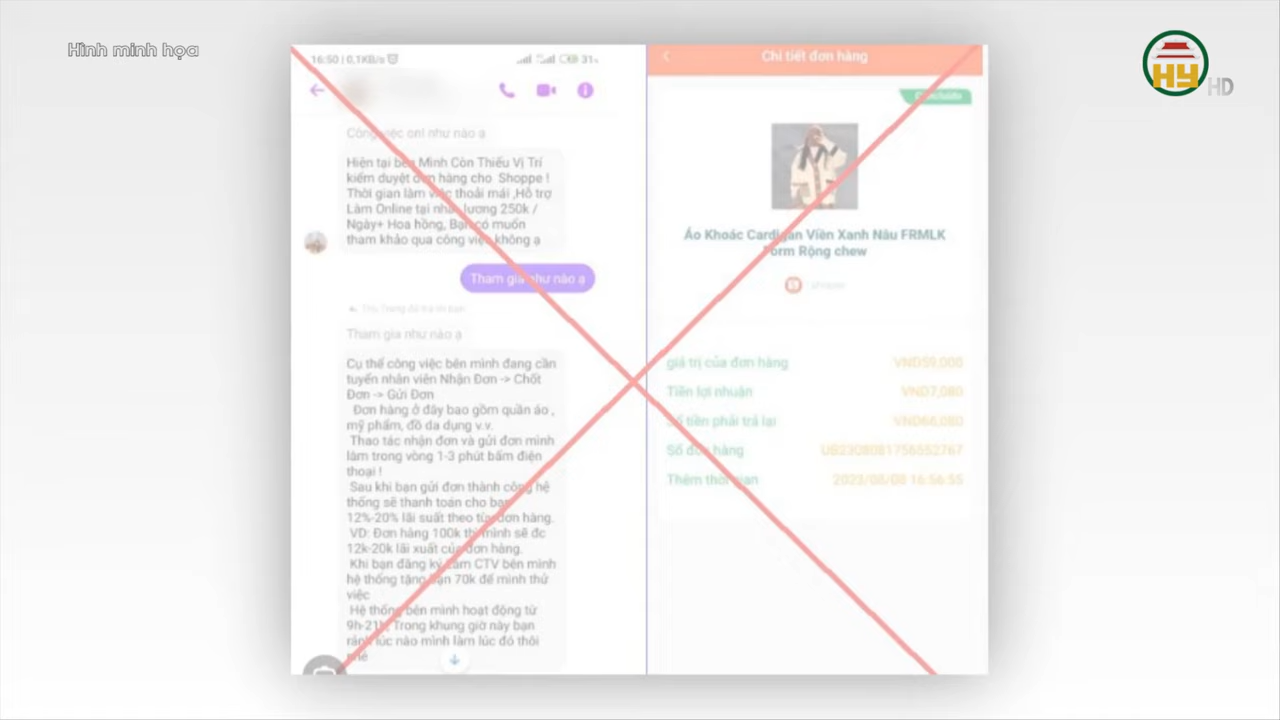 Hình minh họa
HY
HD
16:50 | 0,1KB/s
31%
Công việc onl như nào ạ
Hiện tại bên Mình Còn Thiếu Vị Trí
kiểm duyệt đơn hàng cho Shoppe !
Thời gian làm việc thoải mái ,Hỗ trợ
Làm Online tại nhà, lương 250k /
Ngày+ Hoa hồng, Bạn có muốn
tham khảo qua công việc không ạ
Tham gia như nào ạ
Thu Trang đã trả lời bạn
Tham gia như nào ạ
Cụ thể công việc bên mình đang cần
tuyển nhân viên Nhận Đơn -> Chốt
Đơn -> Gửi Đơn
Đơn hàng ở đây bao gồm quần áo ,
mỹ phẩm, đồ da dụng v.v.
Thao tác nhận đơn và gửi đơn mình
làm trong vòng 1-3 phút bấm điện
thoại !
Sau khi bạn gửi đơn thành công hệ
thống sẽ thanh toán cho bạn
12%-20% lãi suất theo từng đơn hàng.
VD: Đơn hàng 100k thì mình sẽ đc
12k-20k lãi xuất của đơn hàng.
Khi bạn đăng ký làm CTV bên mình
hệ thống tặng bạn 70k để mình thử
việc
Hệ thống bên mình hoạt động từ
9h-21h, Trong khung giờ này bạn
rảnh lúc nào mình làm lúc đó thôi
nhé
Chi tiết đơn hàng
Áo Khoác Cardigan Viền Xanh Nâu FRMLK
Form Rộng chew
giá trị của đơn hàng VND59,000
Tiền lợi nhuận VND7,080
Số tiền phải trả lại VND66,080
Số đơn hàng UB2308081756552767
Thêm thời gian 2023/08/08 16:56:55